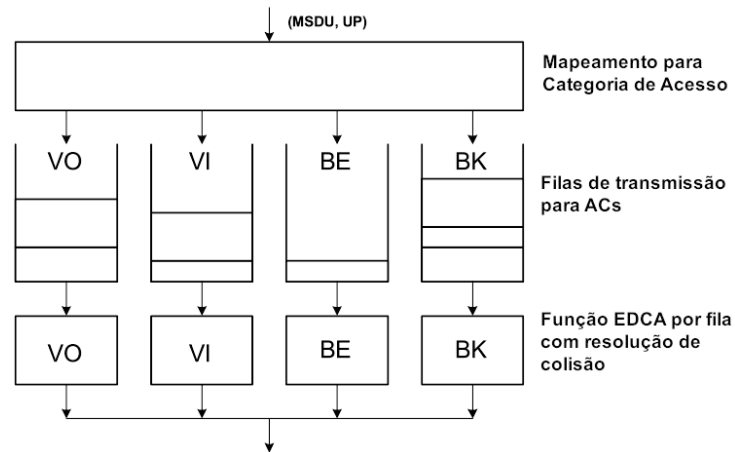 (MSDU, UP)
Mapeamento para
Categoria de Acesso
VO VI BE BK
Filas de transmissão
para ACs
VO VI BE BK
Função EDCA por fila
com resolução de
colisão